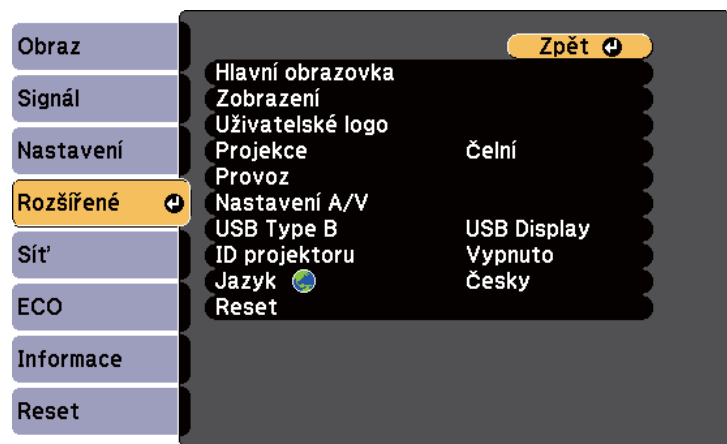 Obraz
Signál
Nastavení
Rozšířené
Síť
ECO
Informace
Reset
Zpět
Hlavní obrazovka
Zobrazení
Uživatelské logo
Projekce Čelní
Provoz
Nastavení A/V
USB Type B USB Display
ID projektoru Vypnuto
Jazyk Česky
Reset